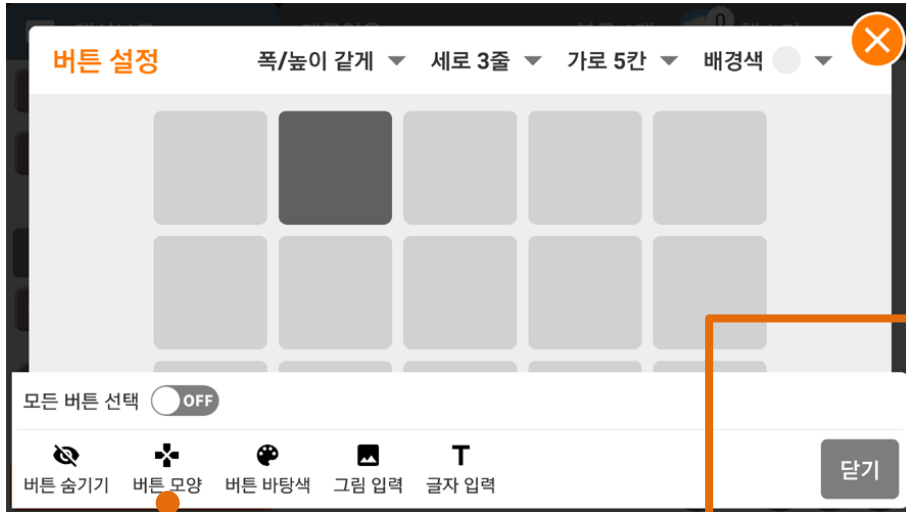 버튼 설정
폭/높이 같게
세로 3줄
가로 5칸
배경색
모든 버튼 선택
OFF
버튼 숨기기
버튼 모양
버튼 바탕색
그림 입력
T
글자 입력
닫기